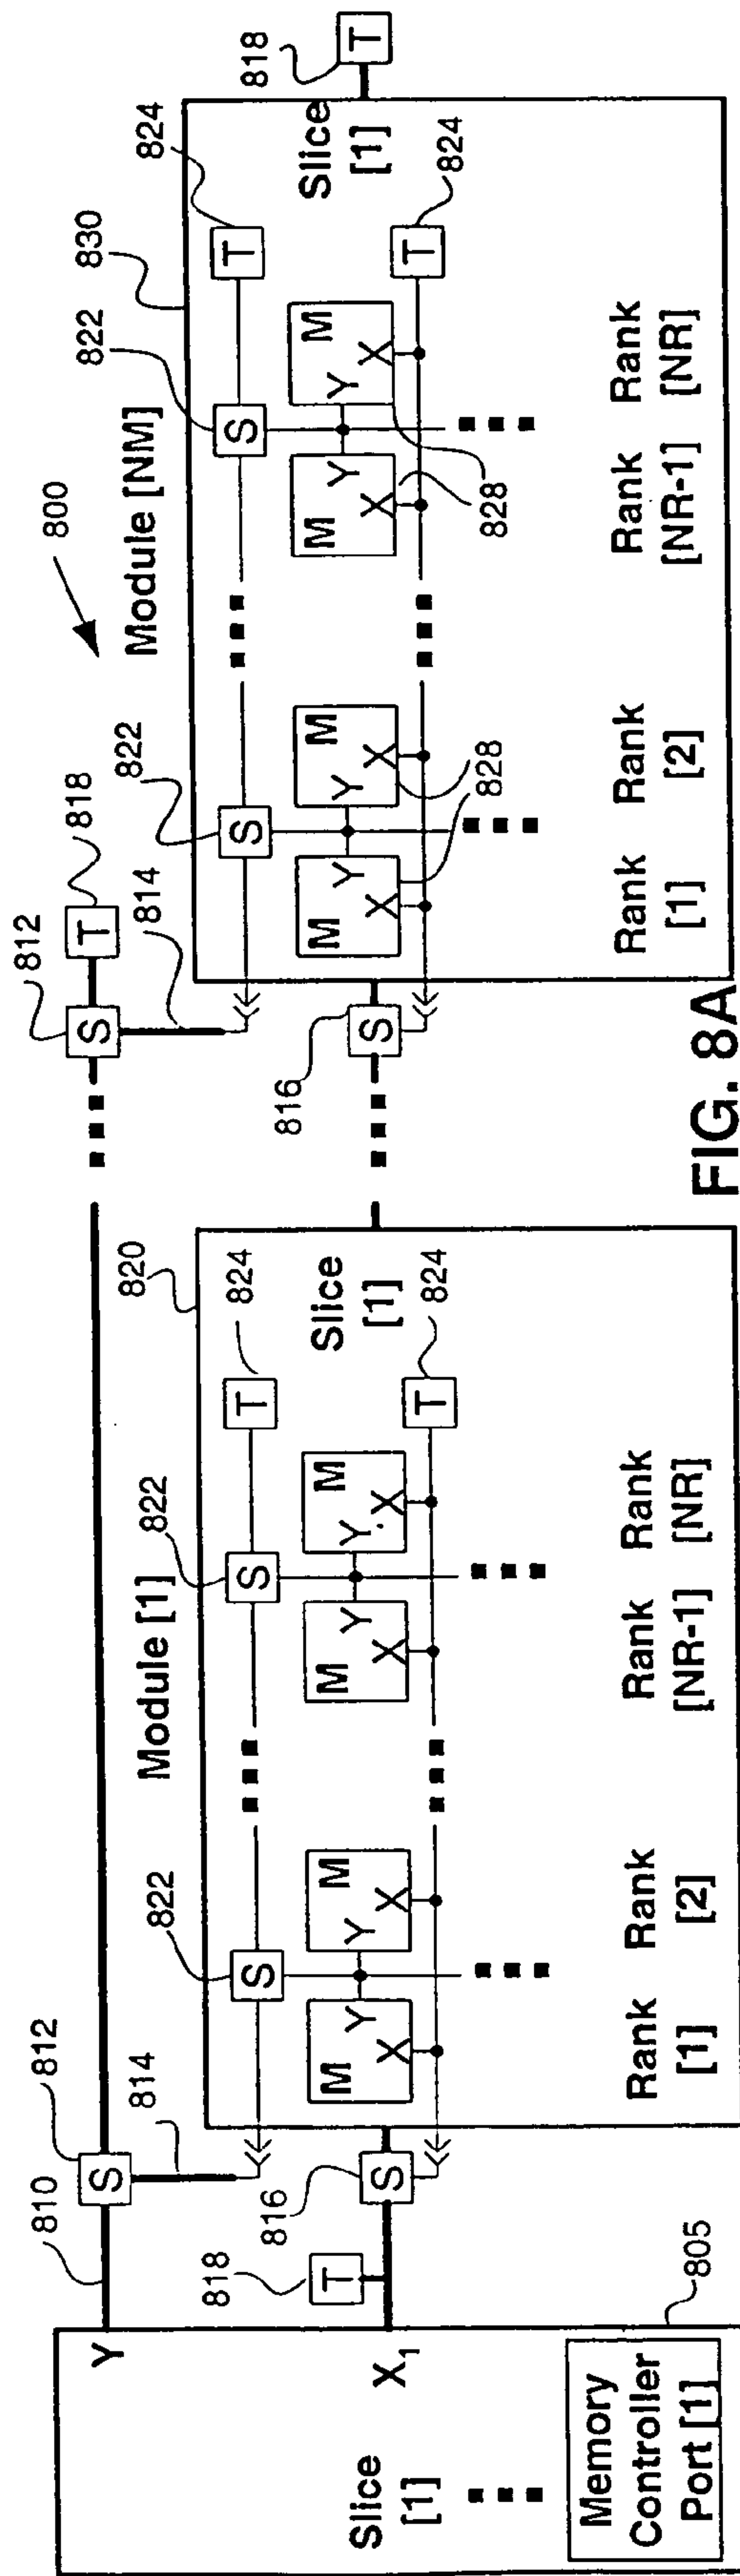 800
Y
X1
Slice
[1]
Memory
Controller
Port [1]
805
810
S
812
814
T
818
S
816
Module [1]
820
S
822
S
822
T
824
M
Y
X
M
Y
X
M
Y
X
M
Y
X
T
824
Slice
[1]
Rank
[1]
Rank
[2]
Rank
[NR-1]
Rank
[NR]
S
812
T
818
814
S
816
Module [NM]
830
S
822
S
822
T
824
M
Y
X
M
Y
X
828
M
Y
X
M
Y
X
828
T
824
Slice
[1]
T
818
Rank
[1]
Rank
[2]
Rank
[NR-1]
Rank
[NR]
FIG. 8A